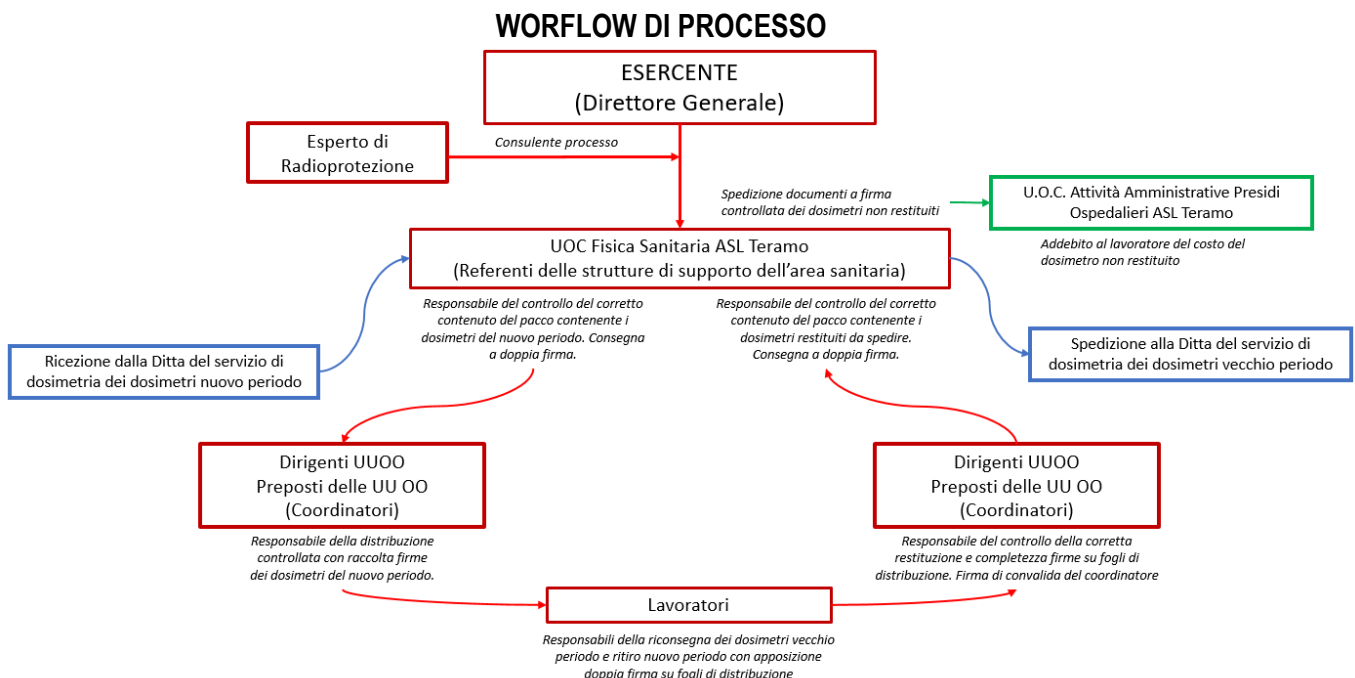 WORFLOW DI PROCESSO
ESERCENTE
(Direttore Generale)
Esperto di
Radioprotezione
Consulente processo
Spedizione documenti a firma
controllata dei dosimetri non restituiti
U.O.C. Attività Amministrative Presidi
Ospedalieri ASL Teramo
Addebito al lavoratore del costo del
dosimetro non restituito
UOC Fisica Sanitaria ASL Teramo
(Referenti delle strutture di supporto dell'area sanitaria)
Responsabile del controllo del corretto
contenuto del pacco contenente i
dosimetri del nuovo periodo. Consegna
a doppia firma.
Responsabile del controllo del corretto
contenuto del pacco contenente i
dosimetri restituiti da spedire.
Consegna a doppia firma.
Ricezione dalla Ditta del servizio di
dosimetria dei dosimetri nuovo periodo
Spedizione alla Ditta del servizio di
dosimetria dei dosimetri vecchio periodo
Dirigenti UUOO
Preposti delle UU OO
(Coordinatori)
Responsabile della distribuzione
controllata con raccolta firme
dei dosimetri del nuovo periodo.
Dirigenti UUOO
Preposti delle UU OO
(Coordinatori)
Responsabile del controllo della corretta
restituzione e completezza firme su fogli di
distribuzione. Firma di convalida del coordinatore
Lavoratori
Responsabili della riconsegna dei dosimetri vecchio
periodo e ritiro nuovo periodo con apposizione
doppia firma su fogli di distribuzione